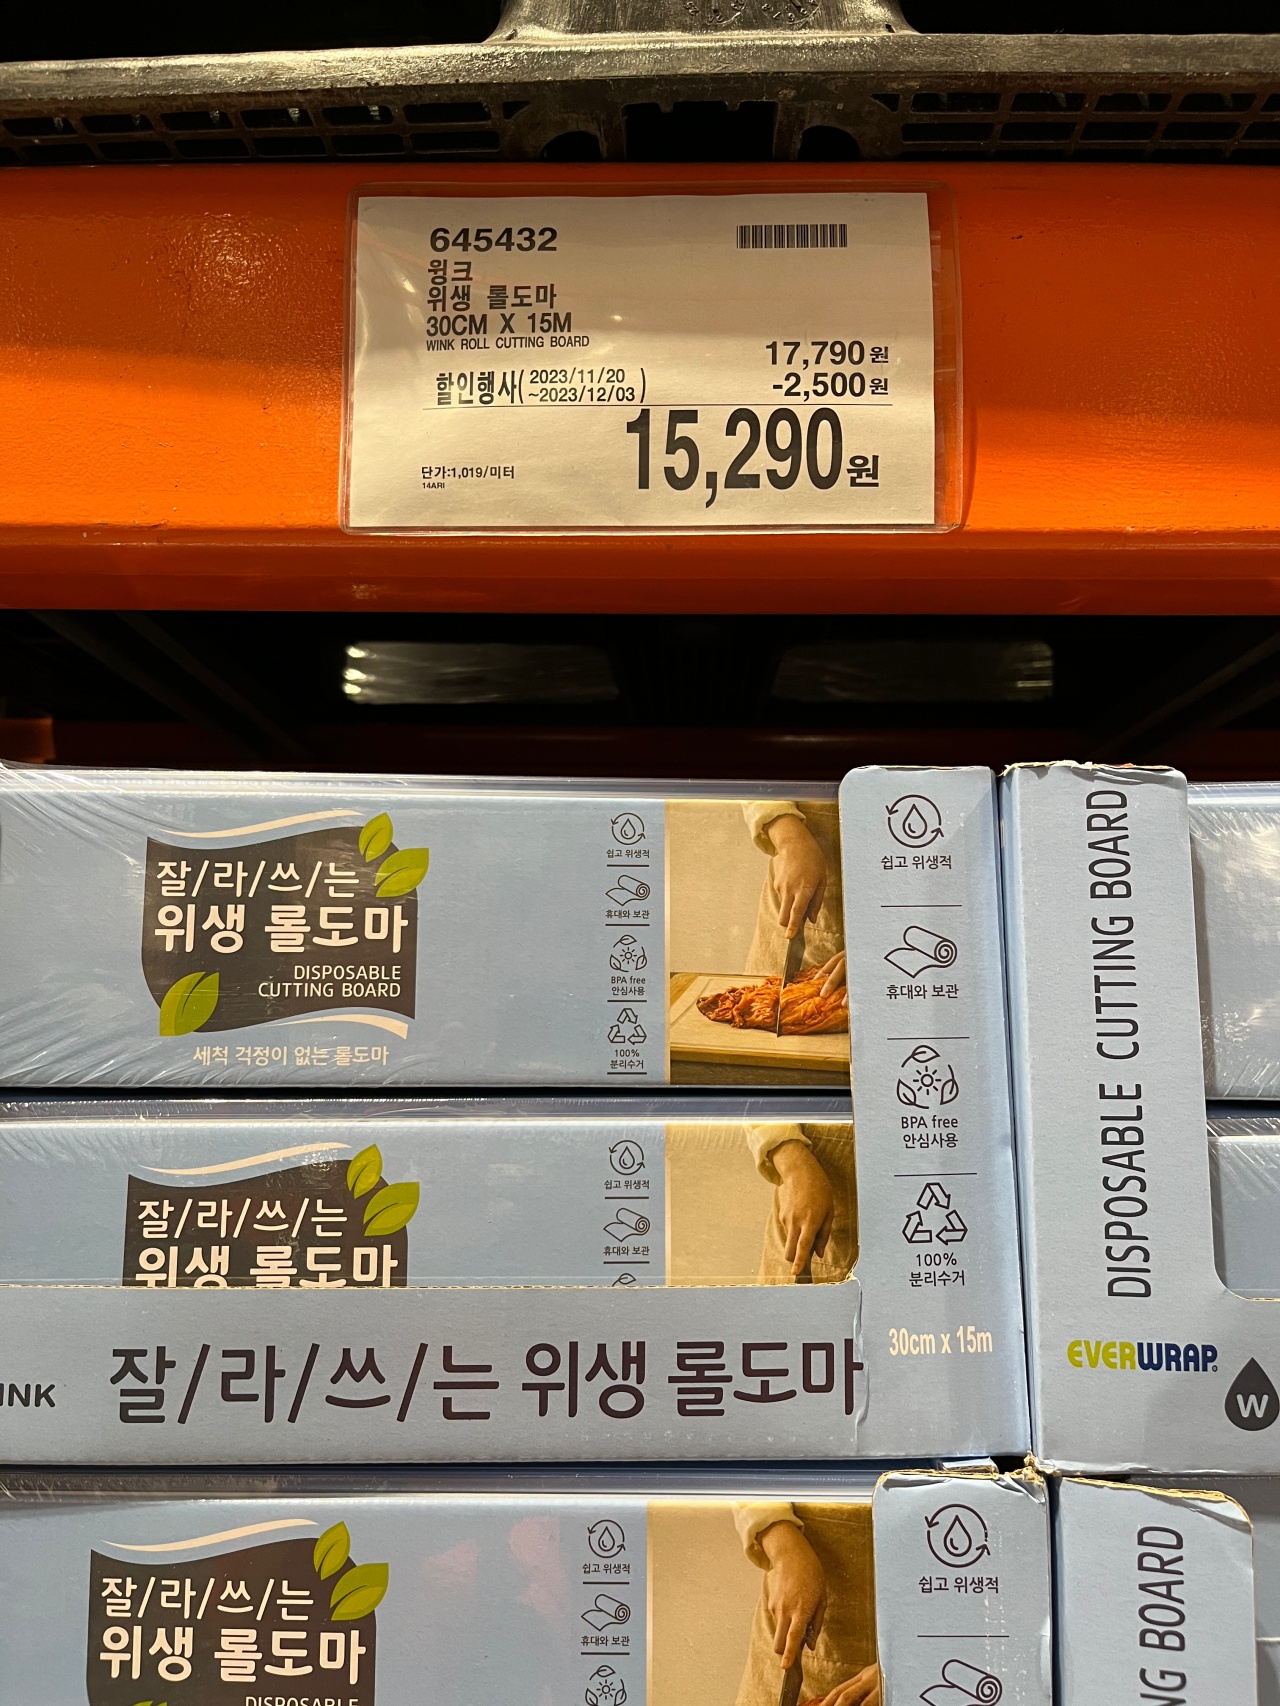 645432
윙크
위생 롤도마
30CM X 15M
WINK ROLL CUTTING BOARD
17,790원
할인행사(2023/11/20
~2023/12/03)
-2,500원
15,290원
단가:1,019/미터
14ARI
잘/라/쓰/는
위생 롤도마
DISPOSABLE
CUTTING BOARD
세척 걱정이 없는 롤도마
쉽고 위생적
휴대와 보관
BPA free
안심사용
100%
분리수거
쉽고 위생적
휴대와 보관
BPA free
안심사용
100%
분리수거
30cm x 15m
DISPOSABLE CUTTING BOARD
EVERWRAP
W
잘/라/쓰/는
위생 롤도마
쉽고 위생적
휴대와 보관
INK
잘/라/쓰/는 위생 롤도마
잘/라/쓰/는
위생 롤도마
DISPOSABLE
쉽고 위생적
휴대와 보관
쉽고 위생적
NG BOARD